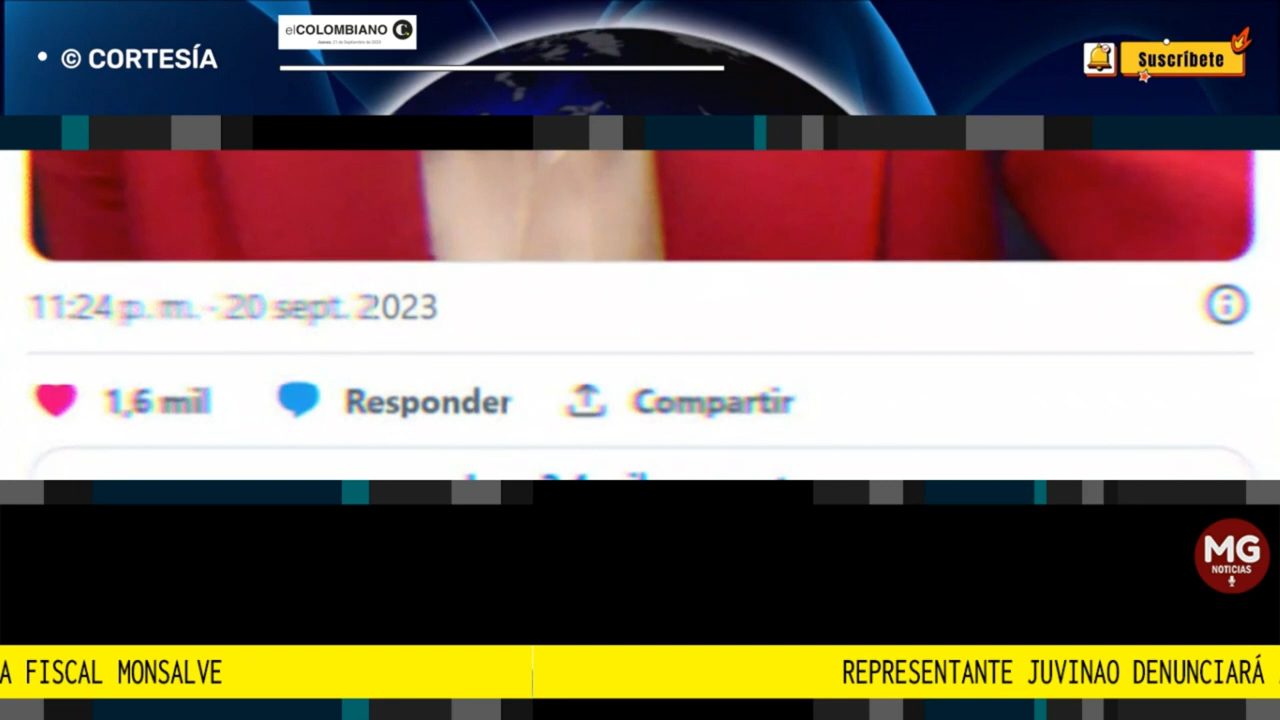 © CORTESÍA
elCOLOMBIANO
Suscríbete
11:24 p. m. · 20 sept. 2023
1,6 mil
Responder
Compartir
MG
NOTICIAS
A FISCAL MONSALVE
REPRESENTANTE JUVINAO DENUNCIARÁ